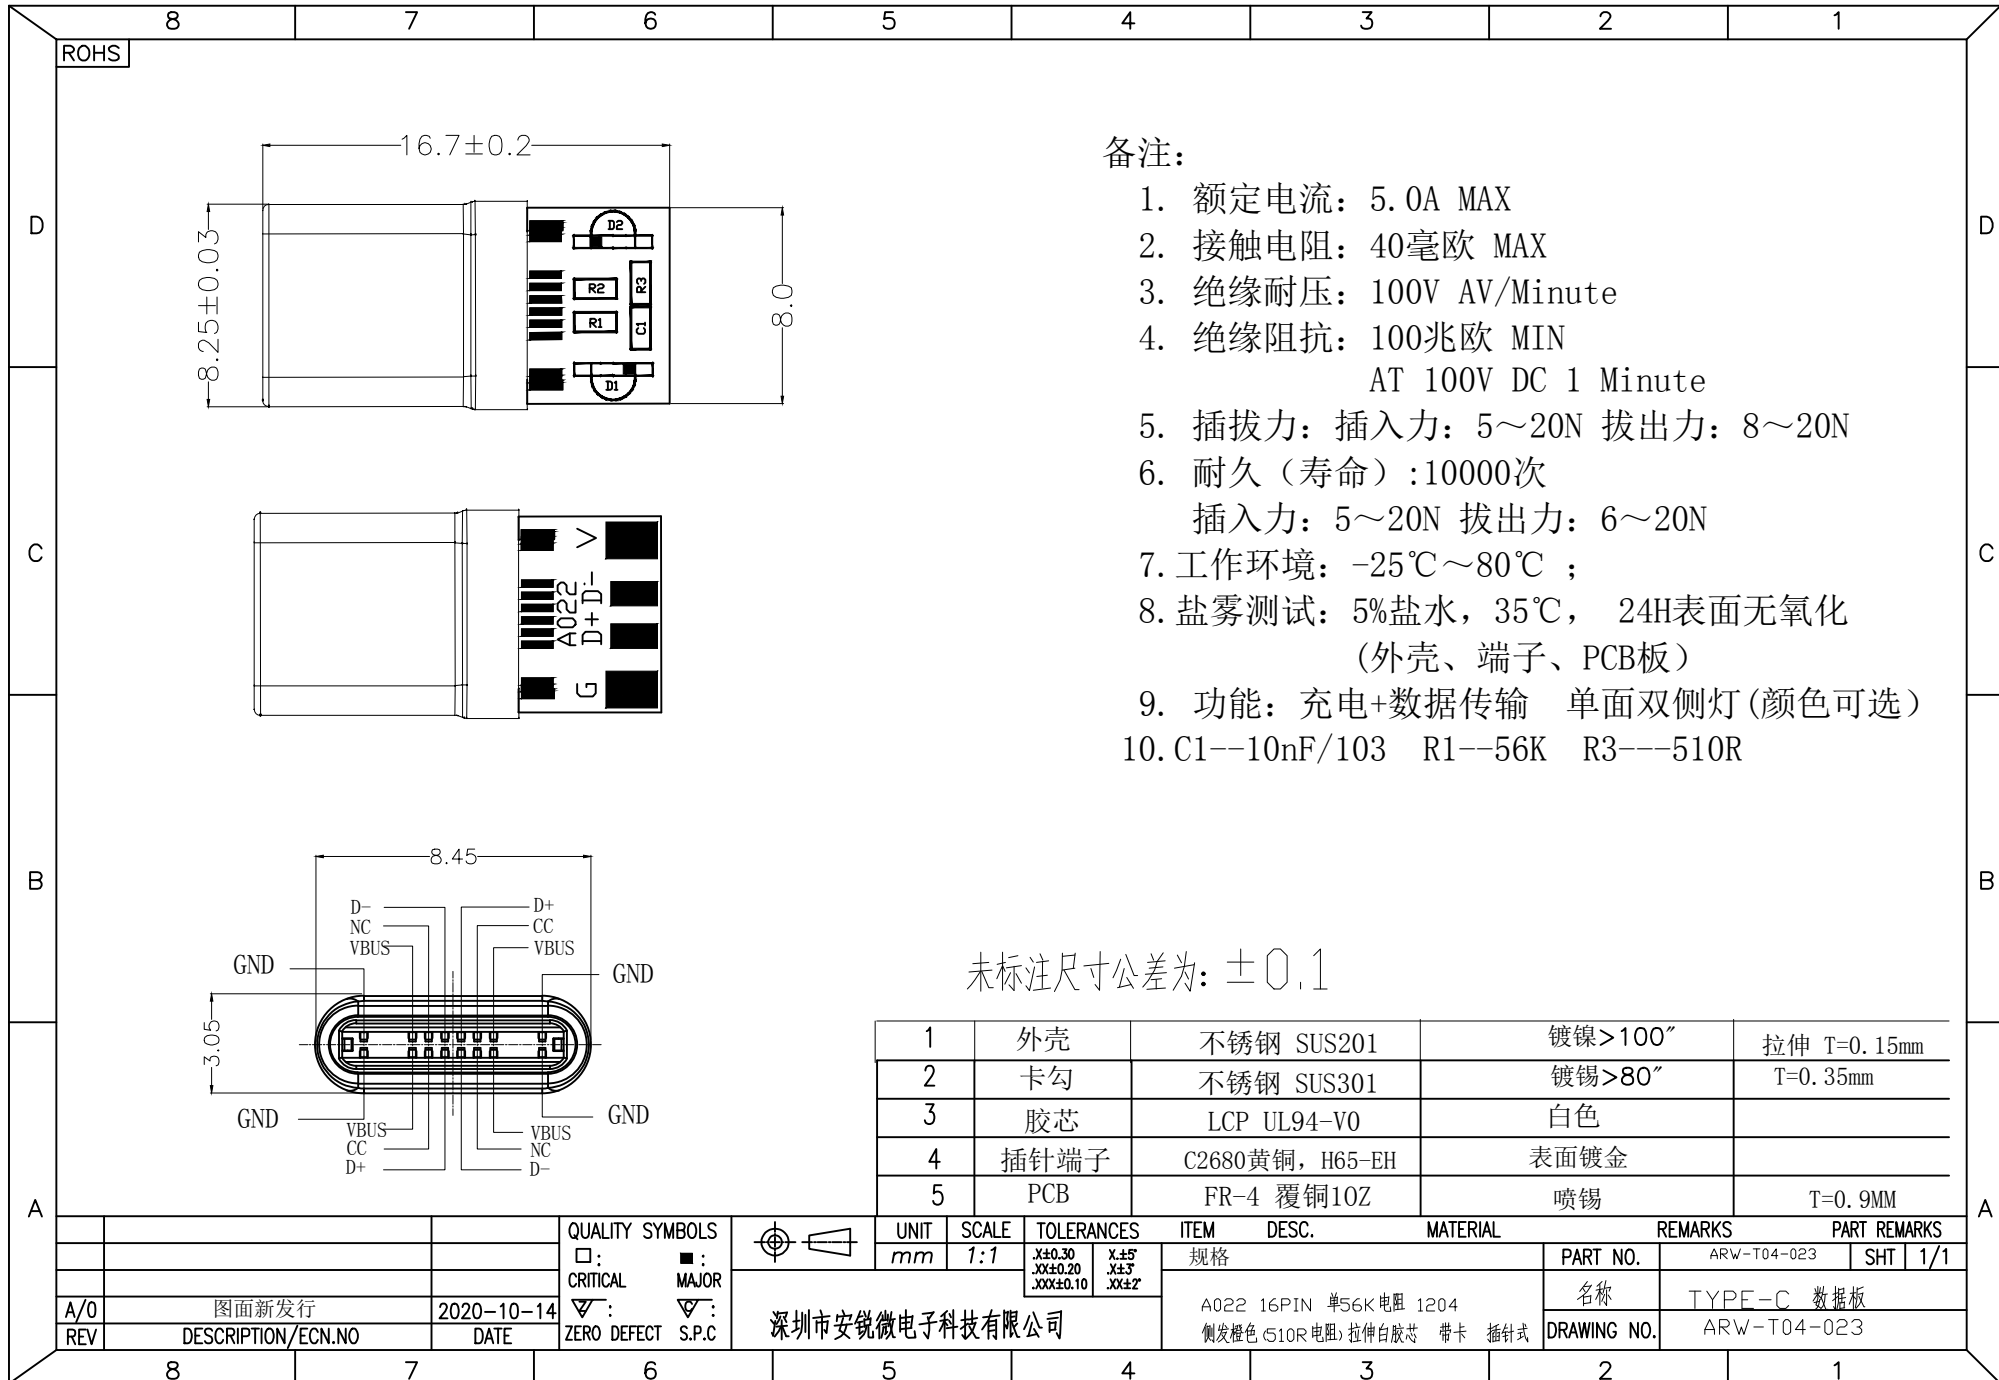 8 7 6 5 4 3 2 1
ROHS
D
C
B
A
D
C
B
A
16.7±0.2
8.25±0.03
8.0
D2
R2
R3
R1
C1
D1
备注：
1. 额定电流：5.0A MAX
2. 接触电阻：40毫欧 MAX
3. 绝缘耐压：100V AV/Minute
4. 绝缘阻抗：100兆欧 MIN
AT 100V DC 1 Minute
5. 插拔力：插入力：5～20N 拔出力：8～20N
6. 耐久（寿命）:10000次
插入力：5～20N 拔出力：6～20N
7.工作环境：-25℃～80℃ ；
8.盐雾测试：5%盐水，35℃， 24H表面无氧化
(外壳、端子、PCB板）
9. 功能：充电+数据传输 单面双侧灯(颜色可选）
10.C1--10nF/103 R1--56K R3---510R
V
A022
D+D-
G
8.45
3.05
D- D+
NC CC
VBUS VBUS
GND GND
GND GND
VBUS VBUS
CC NC
D+ D-
未标注尺寸公差为: ±0.1
1 外壳 不锈钢 SUS201 镀镍>100″ 拉伸 T=0.15mm
2 卡勾 不锈钢 SUS301 镀锡>80″ T=0.35mm
3 胶芯 LCP UL94-V0 白色
4 插针端子 C2680黄铜，H65-EH 表面镀金
5 PCB FR-4 覆铜1OZ 喷锡 T=0.9MM
UNIT SCALE TOLERANCES ITEM DESC. MATERIAL REMARKS PART REMARKS
mm 1:1
.X±0.30 X.±5°
.XX±0.20 .X±3°
.XXX±0.10 .XX±2°
规格
A022 16PIN 单56K电阻 1204
侧发橙色(510R电阻)拉伸白胶芯 带卡 插针式
PART NO. ARW-T04-023 SHT 1/1
名称 TYPE-C 数据板
DRAWING NO. ARW-T04-023
QUALITY SYMBOLS
□: ■:
CRITICAL MAJOR
Z : C :
ZERO DEFECT S.P.C
深圳市安锐微电子科技有限公司
A/0 图面新发行 2020-10-14
REV DESCRIPTION/ECN.NO DATE
8 7 6 5 4 3 2 1